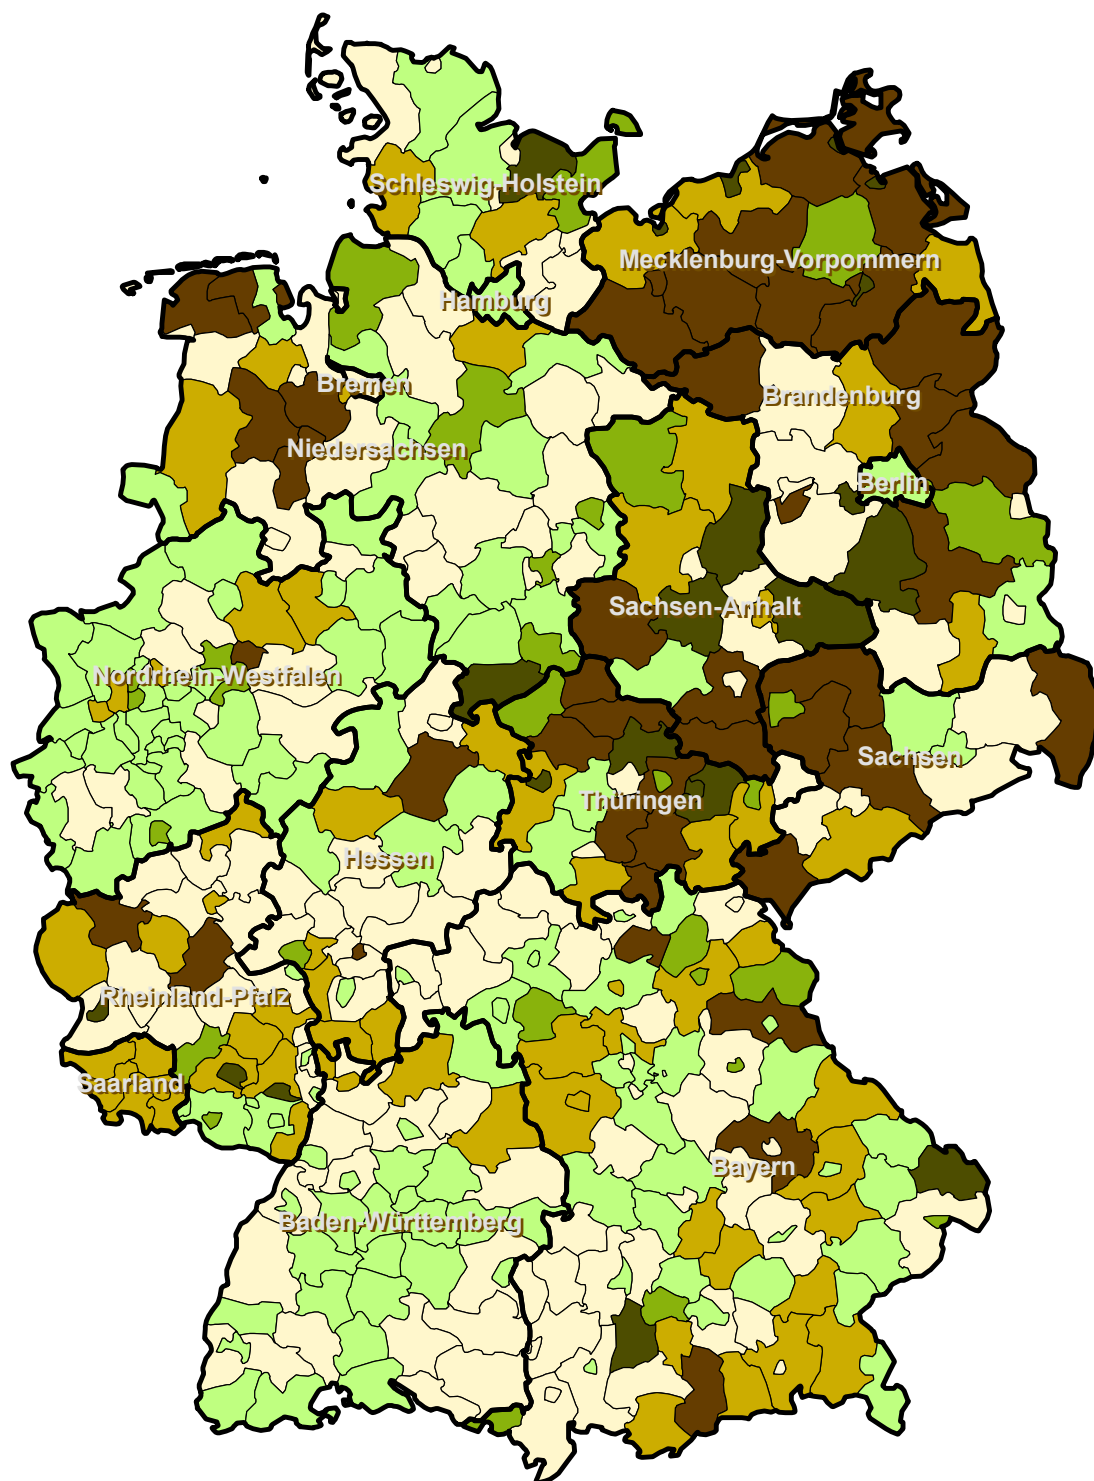 Schleswig-Holstein
Mecklenburg-Vorpommern
Hamburg
Bremen
Brandenburg
Niedersachsen
Berlin
Sachsen-Anhalt
Nordrhein-Westfalen
Sachsen
Thüringen
Hessen
Rheinland-Pfalz
Saarland
Bayern
Baden-Württemberg